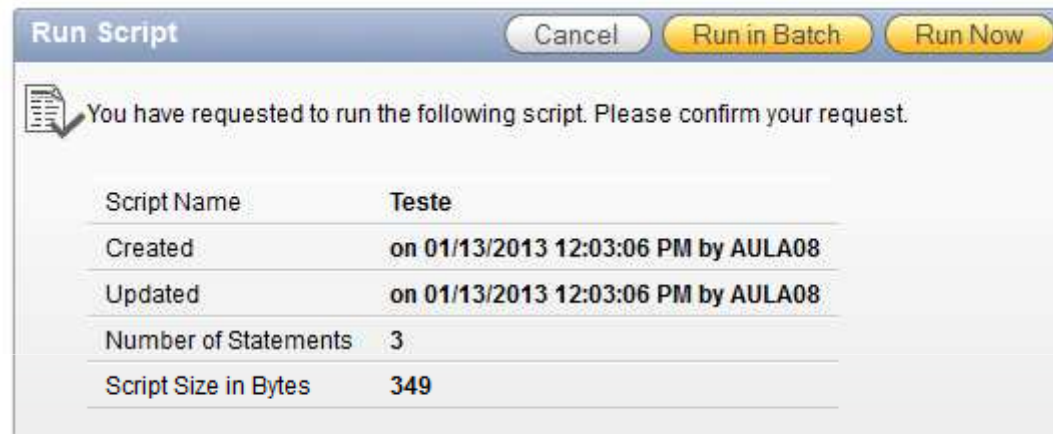 Run Script Cancel Run in Batch Run Now
You have requested to run the following script. Please confirm your request.
Script Name Teste
Created on 01/13/2013 12:03:06 PM by AULA08
Updated on 01/13/2013 12:03:06 PM by AULA08
Number of Statements 3
Script Size in Bytes 349